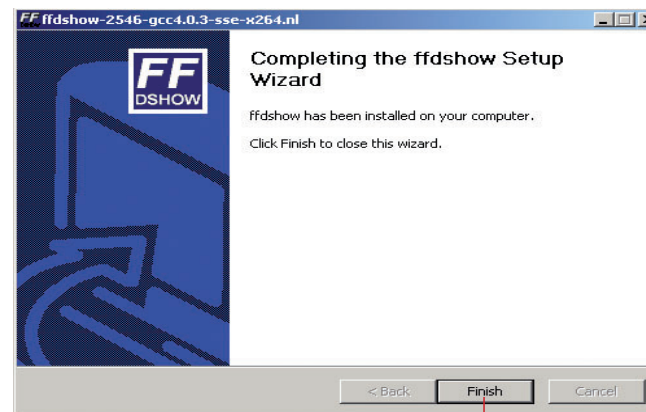 FF ffdshow-2546-gcc4.0.3-sse-x264.nl
FF
DSHOW
Completing the ffdshow Setup
Wizard
ffdshow has been installed on your computer.
Click Finish to close this wizard.
< Back
Finish
Cancel